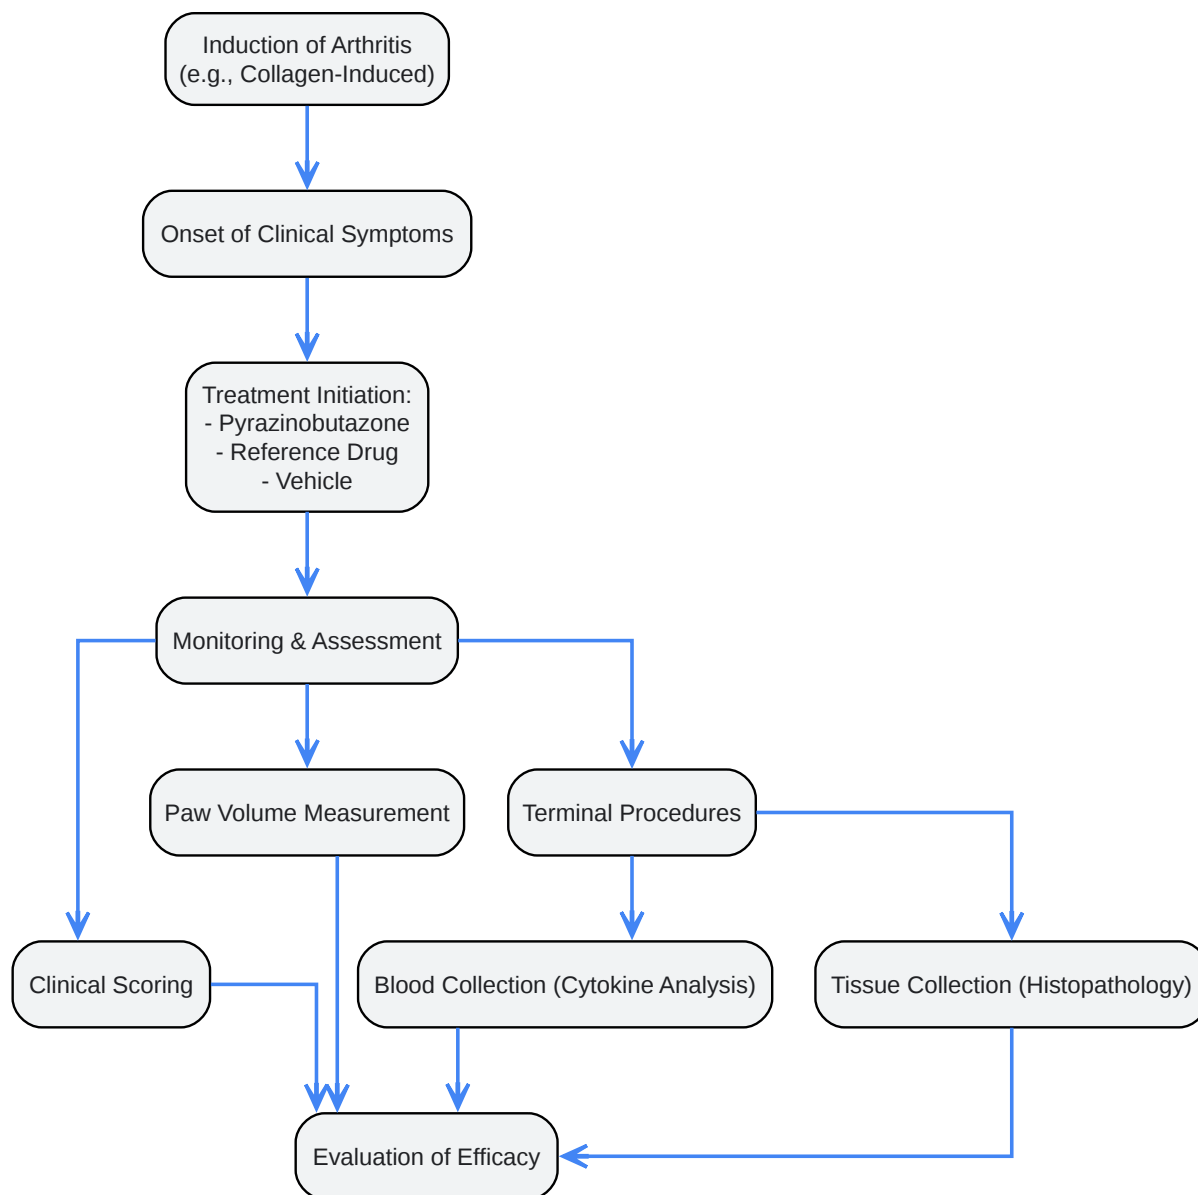 Induction of Arthritis
(e.g., Collagen-Induced)
Onset of Clinical Symptoms
Treatment Initiation:
- Pyrazinobutazone
- Reference Drug
- Vehicle
Monitoring & Assessment
Paw Volume Measurement
Terminal Procedures
Clinical Scoring
Blood Collection (Cytokine Analysis)
Tissue Collection (Histopathology)
Evaluation of Efficacy